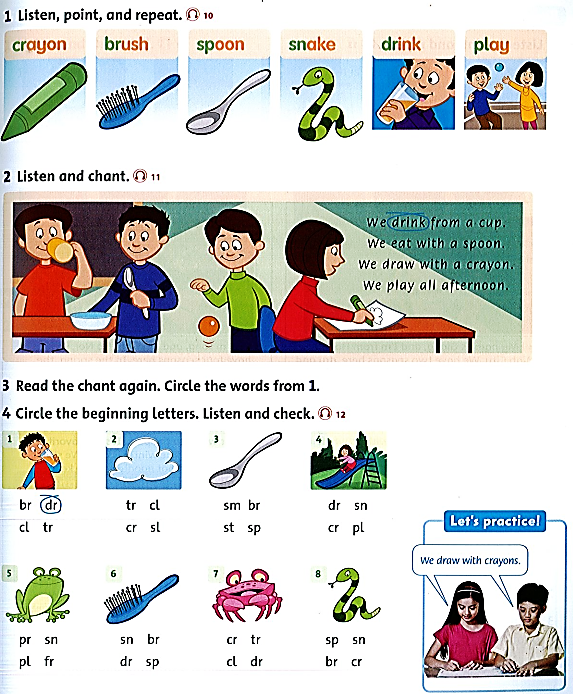 1 Listen, point, and repeat. 10
crayon brush spoon snake drink play
2 Listen and chant. 11
We drink from a cup.
We eat with a spoon.
We draw with a crayon.
We play all afternoon.
3 Read the chant again. Circle the words from 1.
4 Circle the beginning letters. Listen and check. 12
1 2 3 4
br dr tr cl sm br dr sn
cl tr cr sl st sp cr pl
Let's practice!
We draw with crayons.
5 6 7 8
pr sn sn br cr tr sp sn
pl fr dr sp cl dr br cr